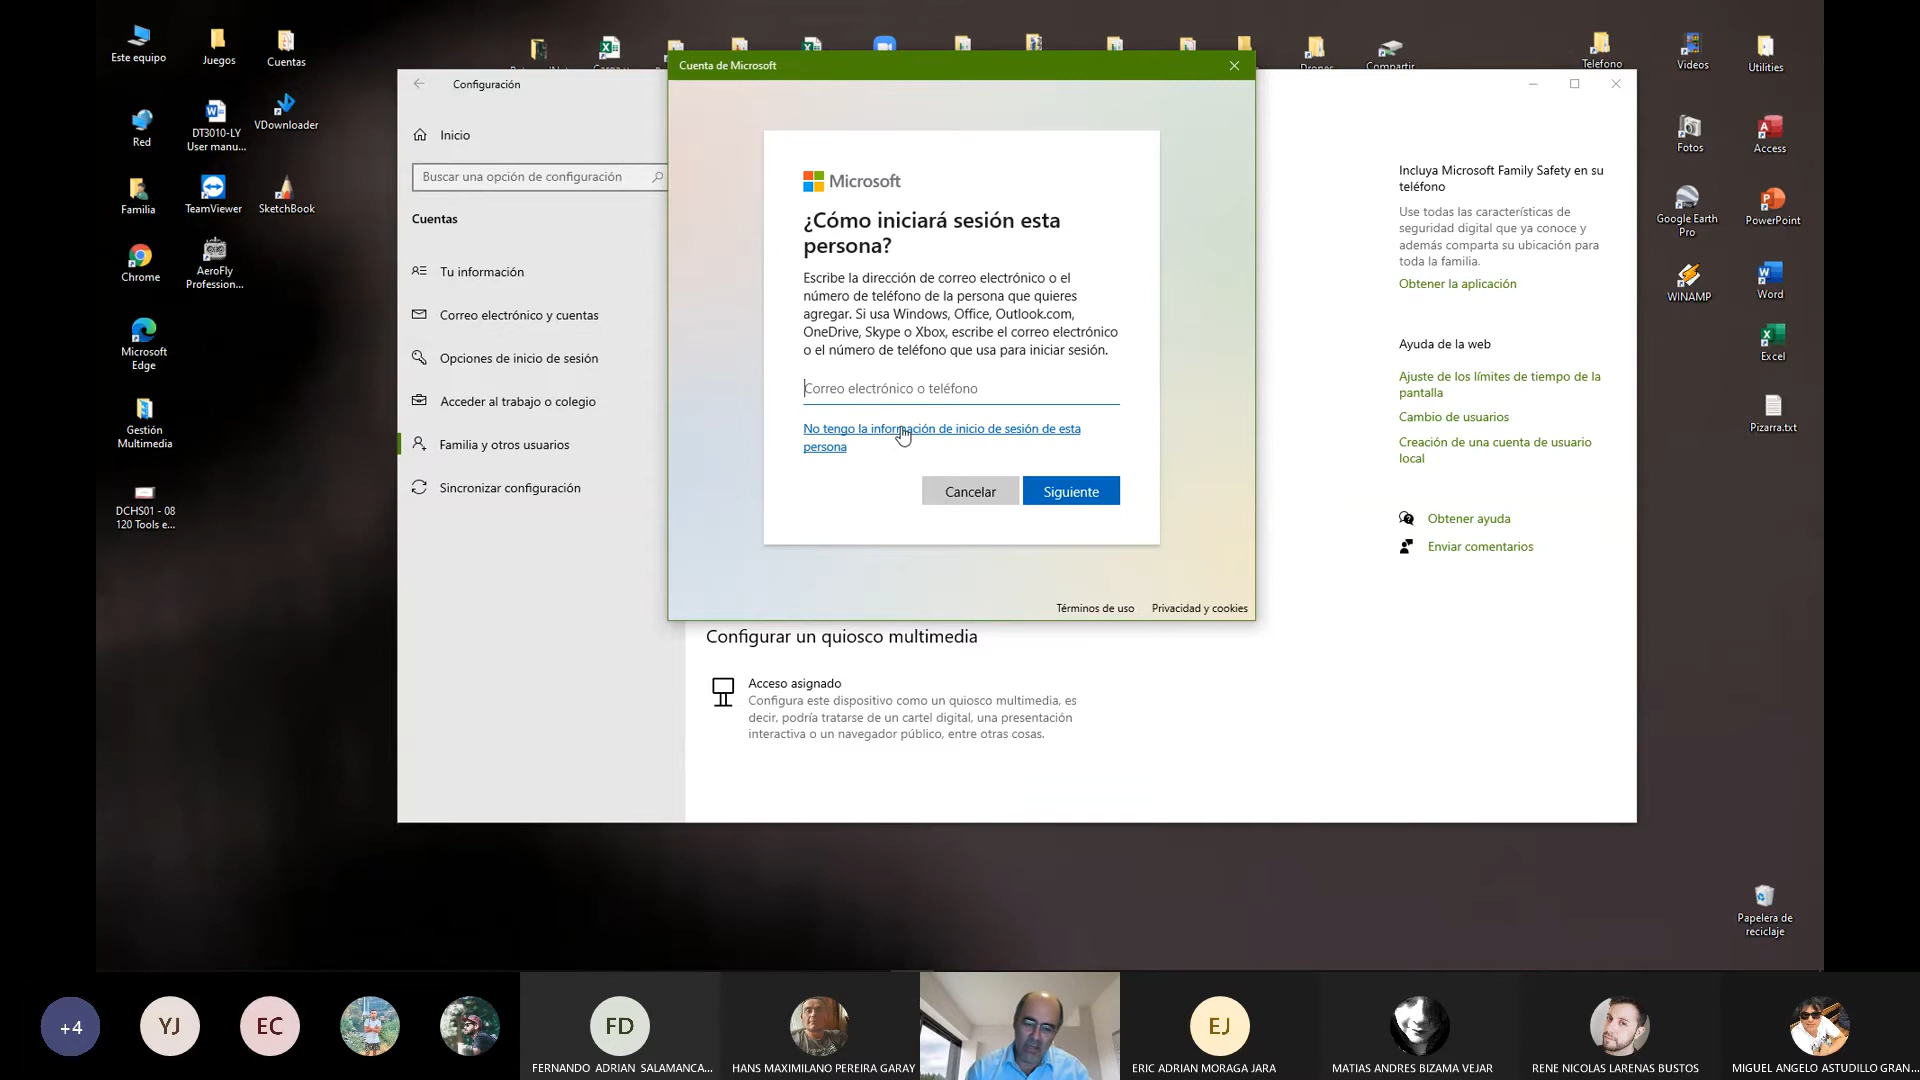 Este equipo
Juegos
Cuentas
Red
DT3010-LY
User manu...
VDownloader
Familia
TeamViewer
SketchBook
Chrome
AeroFly
Profession...
Microsoft
Edge
Gestión
Multimedia
DCHS01 - 08
120 Tools e...
Configuración
Inicio
Buscar una opción de configuración
Cuentas
Tu información
Correo electrónico y cuentas
Opciones de inicio de sesión
Acceder al trabajo o colegio
Familia y otros usuarios
Sincronizar configuración
Cuenta de Microsoft
Microsoft
¿Cómo iniciará sesión esta
persona?
Escribe la dirección de correo electrónico o el
número de teléfono de la persona que quieres
agregar. Si usa Windows, Office, Outlook.com,
OneDrive, Skype o Xbox, escribe el correo electrónico
o el número de teléfono que usa para iniciar sesión.
Correo electrónico o teléfono
No tengo la información de inicio de sesión de esta
persona
Cancelar
Siguiente
Términos de uso
Privacidad y cookies
Configurar un quiosco multimedia
Acceso asignado
Configura este dispositivo como un quiosco multimedia, es
decir, podría tratarse de un cartel digital, una presentación
interactiva o un navegador público, entre otras cosas.
Incluya Microsoft Family Safety en su
teléfono
Use todas las características de
seguridad digital que ya conoce y
además comparta su ubicación para
toda la familia.
Obtener la aplicación
Ayuda de la web
Ajuste de los límites de tiempo de la
pantalla
Cambio de usuarios
Creación de una cuenta de usuario
local
Obtener ayuda
Enviar comentarios
Drones
Compartir
Telefono
Videos
Utilities
Fotos
Access
Google Earth
Pro
PowerPoint
WINAMP
Word
Excel
Pizarra.txt
Papelera de
reciclaje
+4
YJ
EC
FD
FERNANDO ADRIAN SALAMANCA...
HANS MAXIMILANO PEREIRA GARAY
EJ
ERIC ADRIAN MORAGA JARA
MATIAS ANDRES BIZAMA VEJAR
RENE NICOLAS LARENAS BUSTOS
MIGUEL ANGELO ASTUDILLO GRAN...